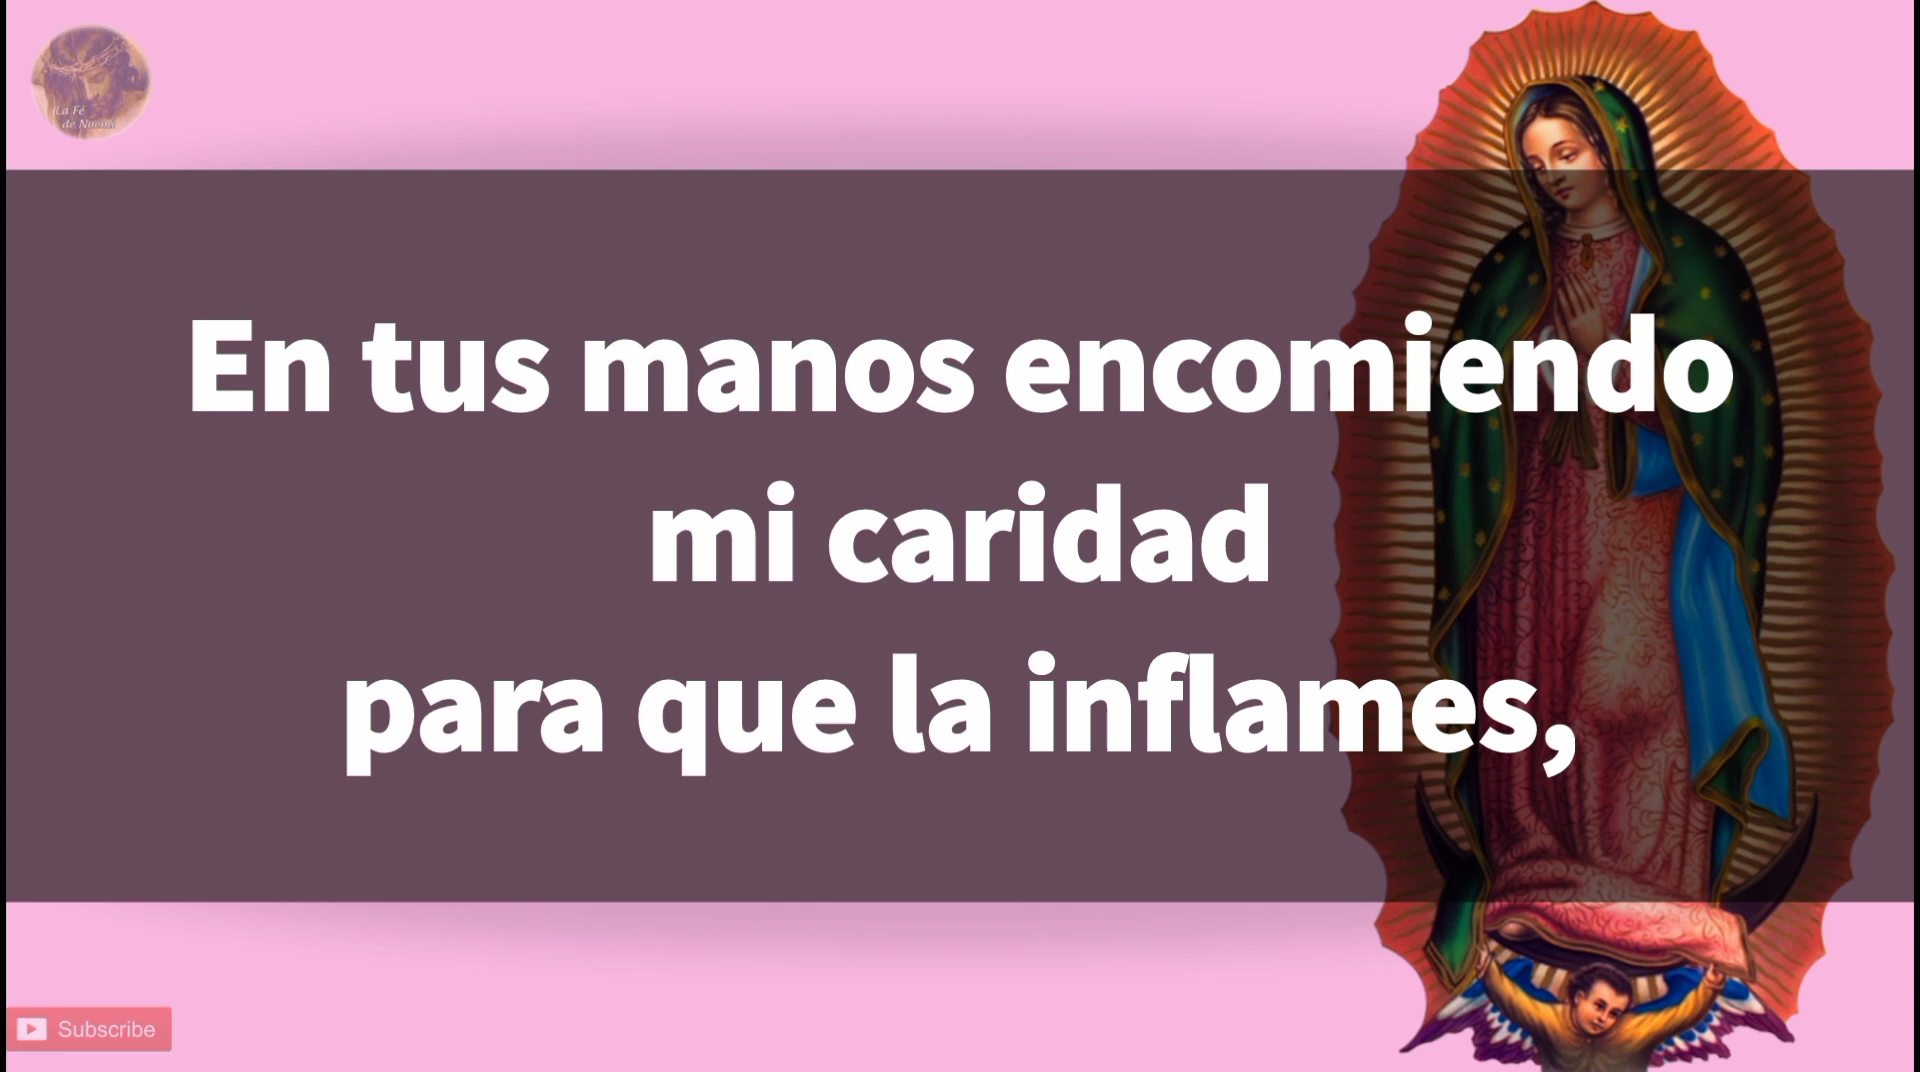 La Fé
de Noemí
En tus manos encomiendo
mi caridad
para que la inflames,
Subscribe